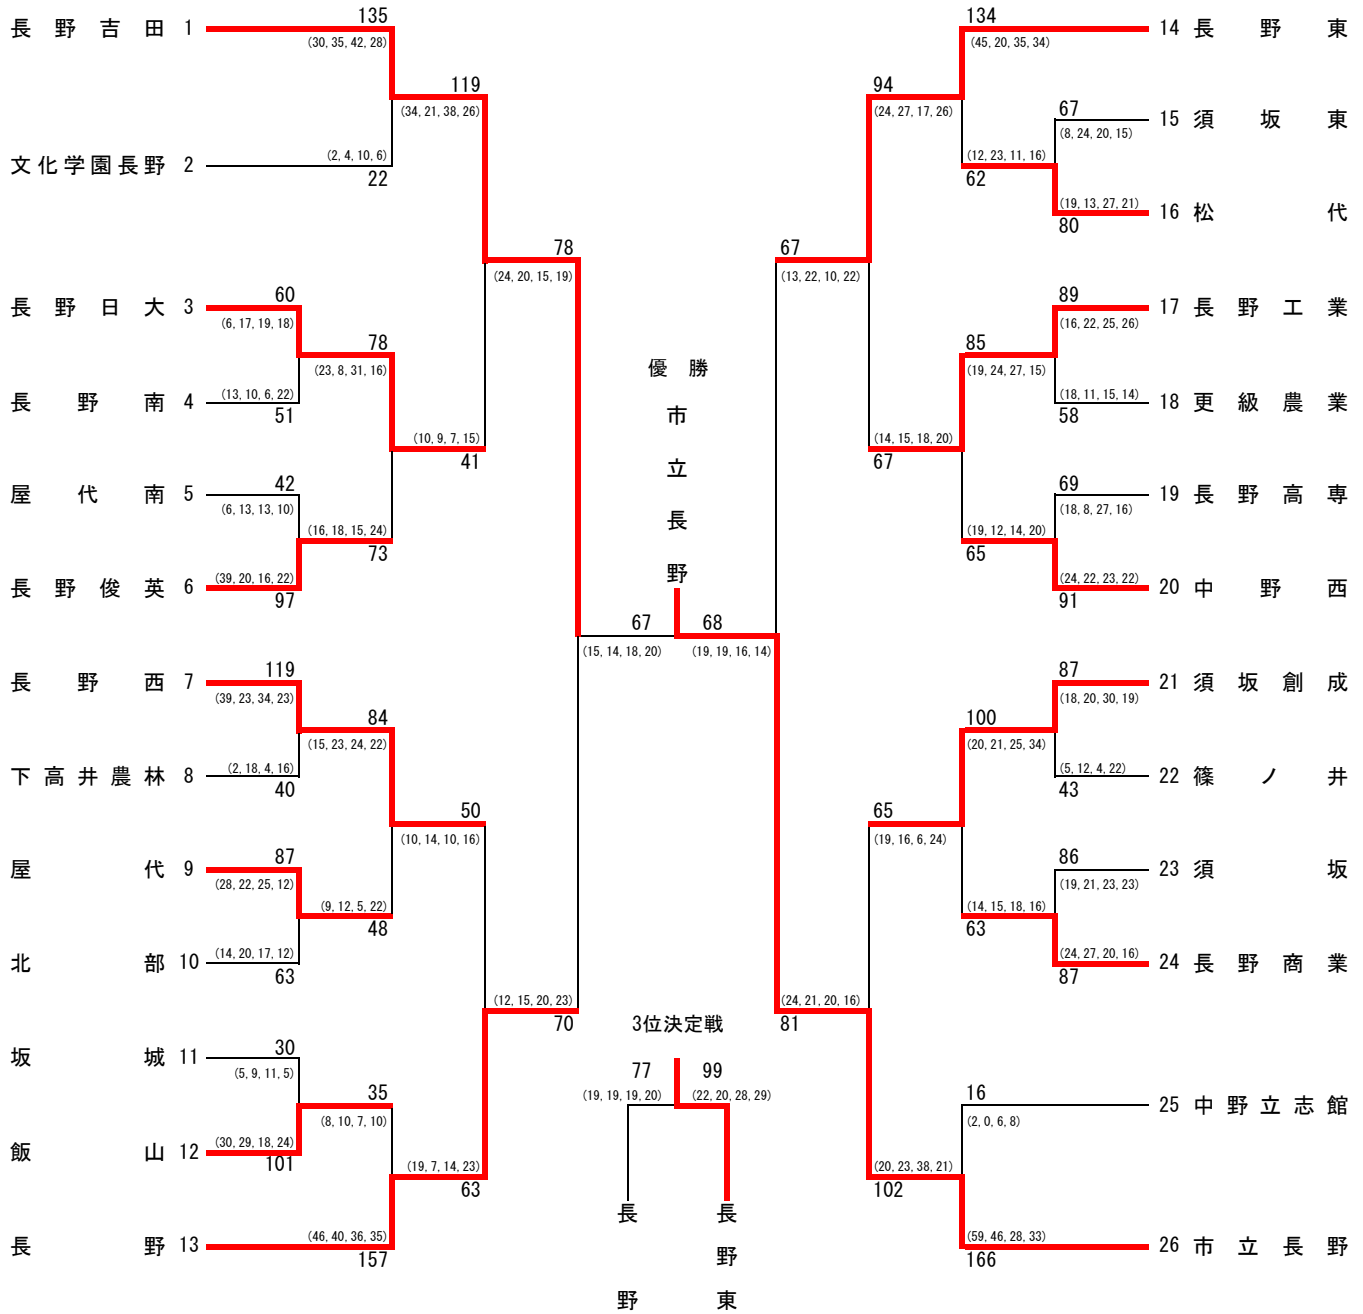 長野吉田 1
135
(30, 35, 42, 28)
119
(34, 21, 38, 26)
文化学園長野 2
(2, 4, 10, 6)
22
78
(24, 20, 15, 19)
長野日大 3
60
(6, 17, 19, 18)
78
(23, 8, 31, 16)
長野南 4
(13, 10, 6, 22)
51
(10, 9, 7, 15)
41
屋代南 5
42
(6, 13, 13, 10)
(16, 18, 15, 24)
73
長野俊英 6
(39, 20, 16, 22)
97
長野西 7
119
(39, 23, 34, 23)
84
(15, 23, 24, 22)
下高井農林 8
(2, 18, 4, 16)
40
50
(10, 14, 10, 16)
屋代 9
87
(28, 22, 25, 12)
(9, 12, 5, 22)
48
北部 10
(14, 20, 17, 12)
63
(12, 15, 20, 23)
70
坂城 11
30
(5, 9, 11, 5)
35
(8, 10, 7, 10)
飯山 12
(30, 29, 18, 24)
101
(19, 7, 14, 23)
63
長野 13
(46, 40, 36, 35)
157
優勝
市立長野
67
(15, 14, 18, 20)
68
(19, 19, 16, 14)
3位決定戦
77
(19, 19, 19, 20)
99
(22, 20, 28, 29)
長野
長野東
134
(45, 20, 35, 34)
14 長野東
94
(24, 27, 17, 26)
67
(8, 24, 20, 15)
15 須坂東
(12, 23, 11, 16)
62
(19, 13, 27, 21)
80
16 松代
67
(13, 22, 10, 22)
89
(16, 22, 25, 26)
17 長野工業
85
(19, 24, 27, 15)
(18, 11, 15, 14)
58
18 更級農業
(14, 15, 18, 20)
67
69
(18, 8, 27, 16)
19 長野高専
(19, 12, 14, 20)
65
(24, 22, 23, 22)
91
20 中野西
87
(18, 20, 30, 19)
21 須坂創成
100
(20, 21, 25, 34)
(5, 12, 4, 22)
43
22 篠ノ井
65
(19, 16, 6, 24)
86
(19, 21, 23, 23)
23 須坂
(14, 15, 18, 16)
63
(24, 27, 20, 16)
87
24 長野商業
(24, 21, 20, 16)
81
16
(2, 0, 6, 8)
25 中野立志館
(20, 23, 38, 21)
102
(59, 46, 28, 33)
166
26 市立長野